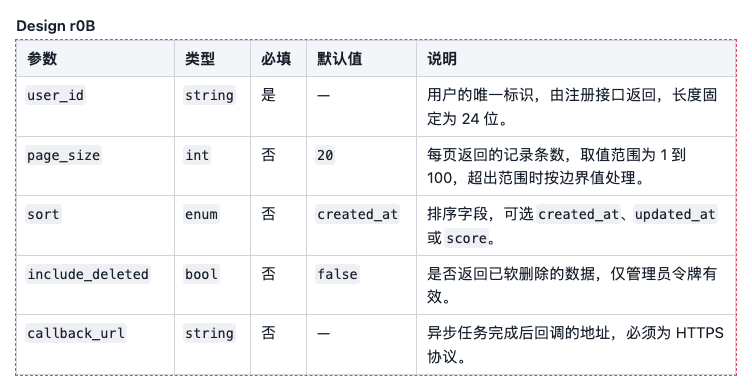 Design r0B
参数 类型 必填 默认值 说明
user_id string 是 — 用户的唯一标识，由注册接口返回，长度固
定为 24 位。
page_size int 否 20 每页返回的记录条数，取值范围为 1 到
100，超出范围时按边界值处理。
sort enum 否 created_at 排序字段，可选 created_at、updated_at
或 score。
include_deleted bool 否 false 是否返回已软删除的数据，仅管理员令牌有
效。
callback_url string 否 — 异步任务完成后回调的地址，必须为 HTTPS
协议。